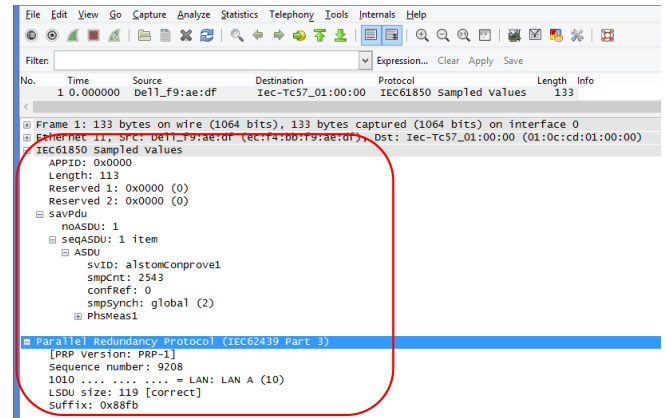 File Edit View Go Capture Analyze Statistics Telephony Tools Internals Help
Filter: Expression... Clear Apply Save
No. Time Source Destination Protocol Length Info
1 0.000000 Dell_f9:ae:df Iec-Tc57_01:00:00 IEC61850 Sampled Values 133
Frame 1: 133 bytes on wire (1064 bits), 133 bytes captured (1064 bits) on interface 0
Ethernet II, Src: Dell_f9:ae:df (ec:f4:bb:f9:ae:df), Dst: Iec-Tc57_01:00:00 (01:0c:cd:01:00:00)
IEC61850 Sampled Values
APPID: 0x0000
Length: 113
Reserved 1: 0x0000 (0)
Reserved 2: 0x0000 (0)
savPdu
noASDU: 1
seqASDU: 1 item
ASDU
svID: alstomConprove1
smpCnt: 2543
confRef: 0
smpSynch: global (2)
PhsMeas1
Parallel Redundancy Protocol (IEC62439 Part 3)
[PRP Version: PRP-1]
Sequence number: 9208
1010 .... .... .... = LAN: LAN A (10)
LSDU size: 119 [correct]
Suffix: 0x88fb